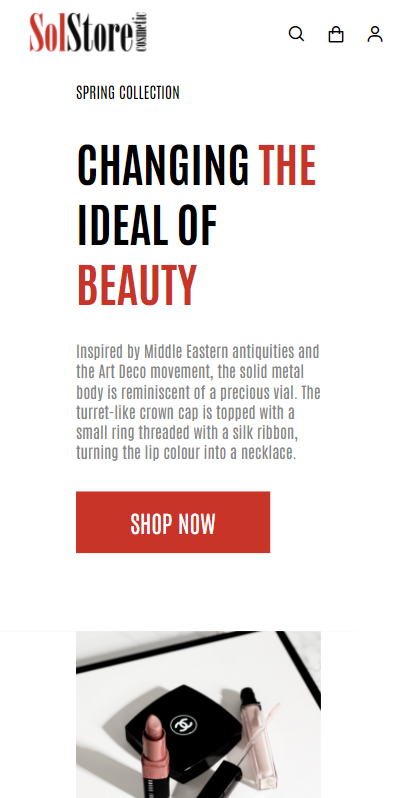 SolStore cosmetic
SPRING COLLECTION
CHANGING THE
IDEAL OF
BEAUTY
Inspired by Middle Eastern antiquities and
the Art Deco movement, the solid metal
body is reminiscent of a precious vial. The
turret-like crown cap is topped with a
small ring threaded with a silk ribbon,
turning the lip colour into a necklace.
SHOP NOW